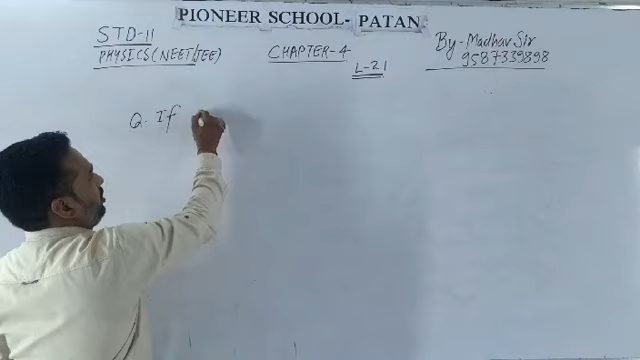 PIONEER SCHOOL- PATAN
STD-11
PHYSICS (NEET/JEE)
CHAPTER-4
L-21
By- Madhav Sir
9587339898
Q. If